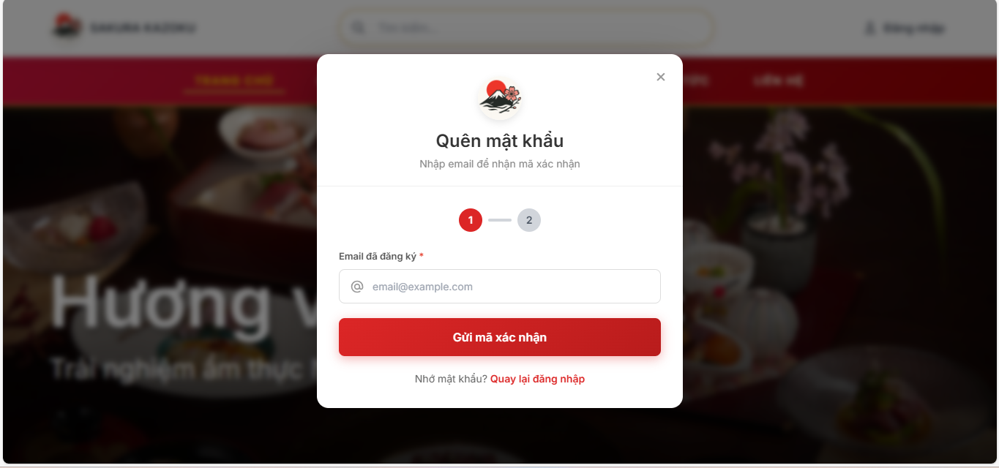 SAKURA KAZOKU
Tìm kiếm...
Đăng nhập
TRANG CHỦ
LIÊN HỆ
Quên mật khẩu
Nhập email để nhận mã xác nhận
1
2
Email đã đăng ký *
@ email@example.com
Gửi mã xác nhận
Nhớ mật khẩu? Quay lại đăng nhập
Hương
Trải nghiệm ẩm thực